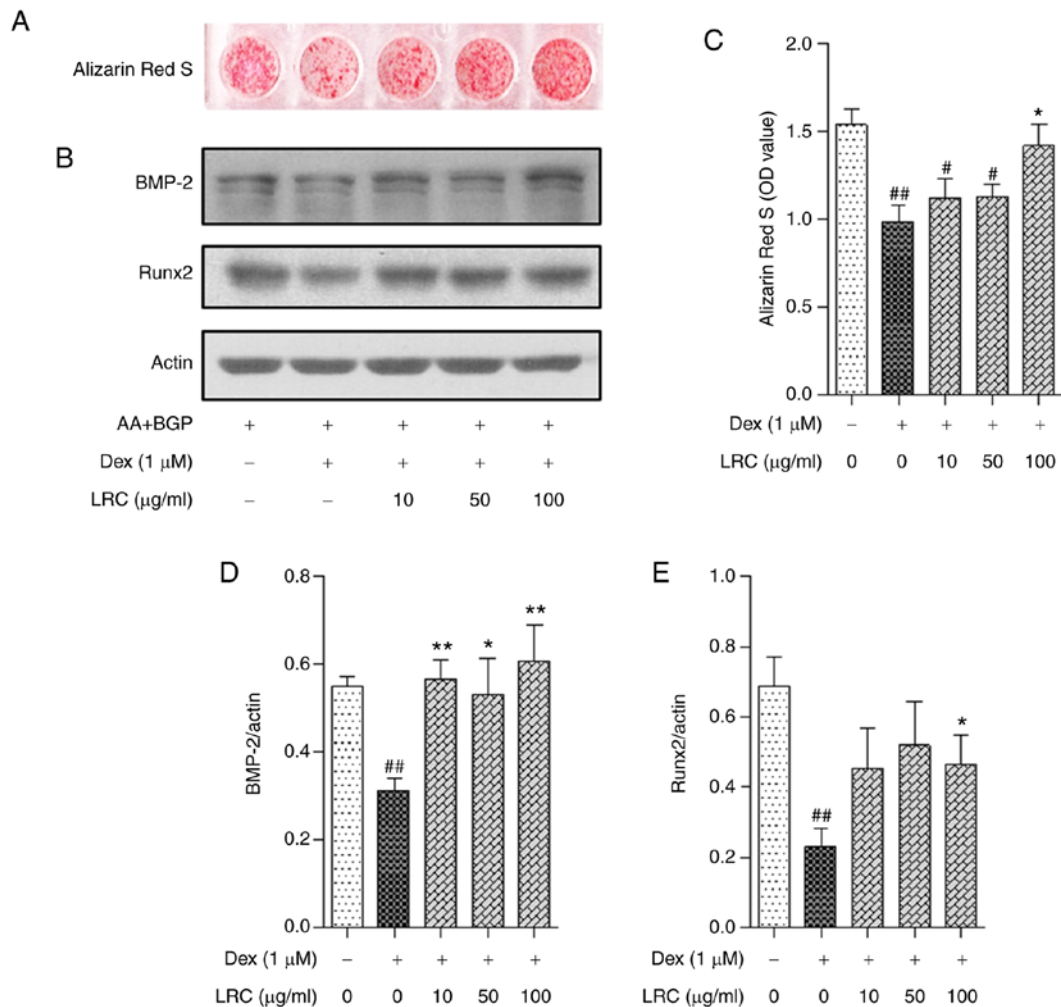 A
Alizarin Red S
B
BMP-2
Runx2
Actin
AA+BGP + + + + +
Dex (1 μM) – + + + +
LRC (μg/ml) – – 10 50 100
C
Alizarin Red S (OD value)
2.0
1.5
1.0
0.5
0.0
## # # *
Dex (1 μM) – + + + +
LRC (μg/ml) 0 0 10 50 100
D
BMP-2/actin
0.8
0.6
0.4
0.2
0.0
## ** * **
Dex (1 μM) – + + + +
LRC (μg/ml) 0 0 10 50 100
E
Runx2/actin
1.0
0.8
0.6
0.4
0.2
0.0
## *
Dex (1 μM) – + + + +
LRC (μg/ml) 0 0 10 50 100